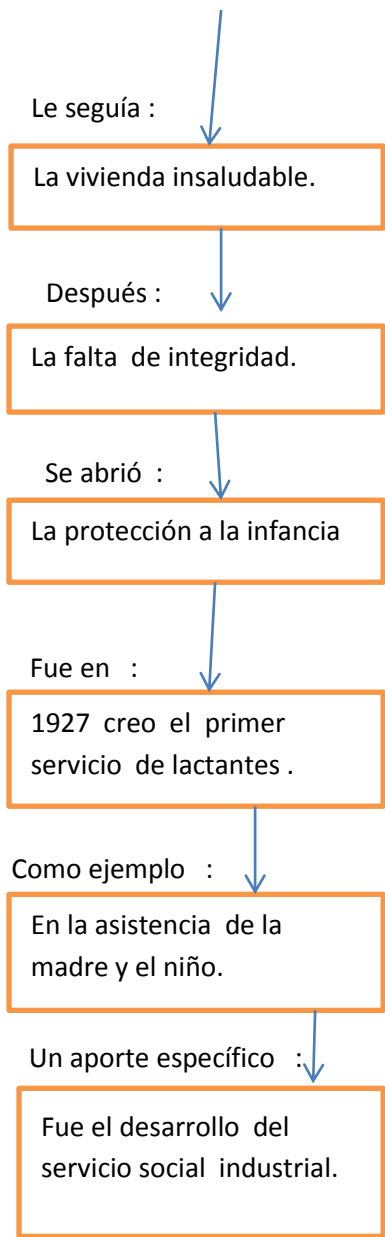 Le seguía :
La vivienda insaludable.
Después :
La falta de integridad.
Se abrió :
La protección a la infancia
Fue en :
1927 creo el primer
servicio de lactantes .
Como ejemplo :
En la asistencia de la
madre y el niño.
Un aporte específico :
Fue el desarrollo del
servicio social industrial.